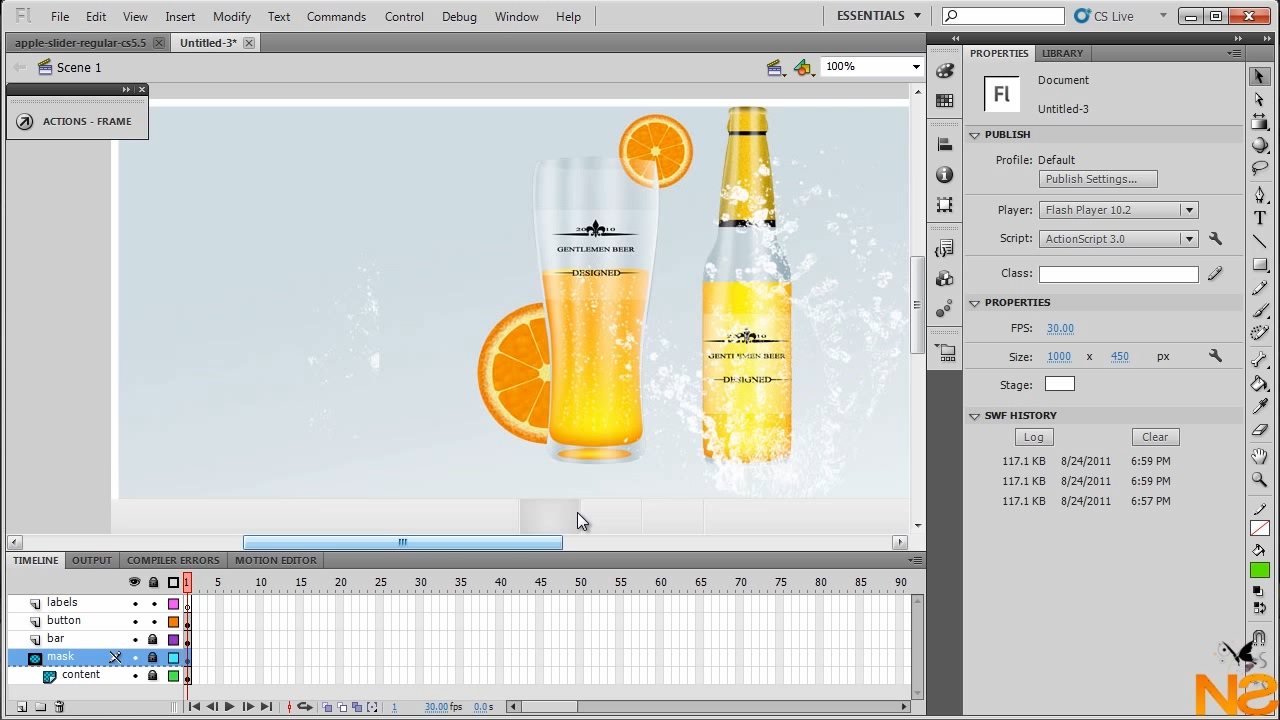 Fl File Edit View Insert Modify Text Commands Control Debug Window Help ESSENTIALS CS Live
apple-slider-regular-cs5.5 Untitled-3*
Scene 1 100%
ACTIONS - FRAME
PROPERTIES LIBRARY
Fl Document
Untitled-3
PUBLISH
Profile: Default
Publish Settings...
Player: Flash Player 10.2
Script: ActionScript 3.0
Class:
PROPERTIES
FPS: 30.00
Size: 1000 x 450 px
Stage:
SWF HISTORY
Log Clear
117.1 KB 8/24/2011 6:59 PM
117.1 KB 8/24/2011 6:59 PM
117.1 KB 8/24/2011 6:57 PM
20 10
GENTLEMEN BEER
DESIGNED
GENTLEMEN BEER
DESIGNED
TIMELINE OUTPUT COMPILER ERRORS MOTION EDITOR
1 5 10 15 20 25 30 35 40 45 50 55 60 65 70 75 80 85 90
labels
button
bar
mask
content
1 30.00 fps 0.0 s
NS